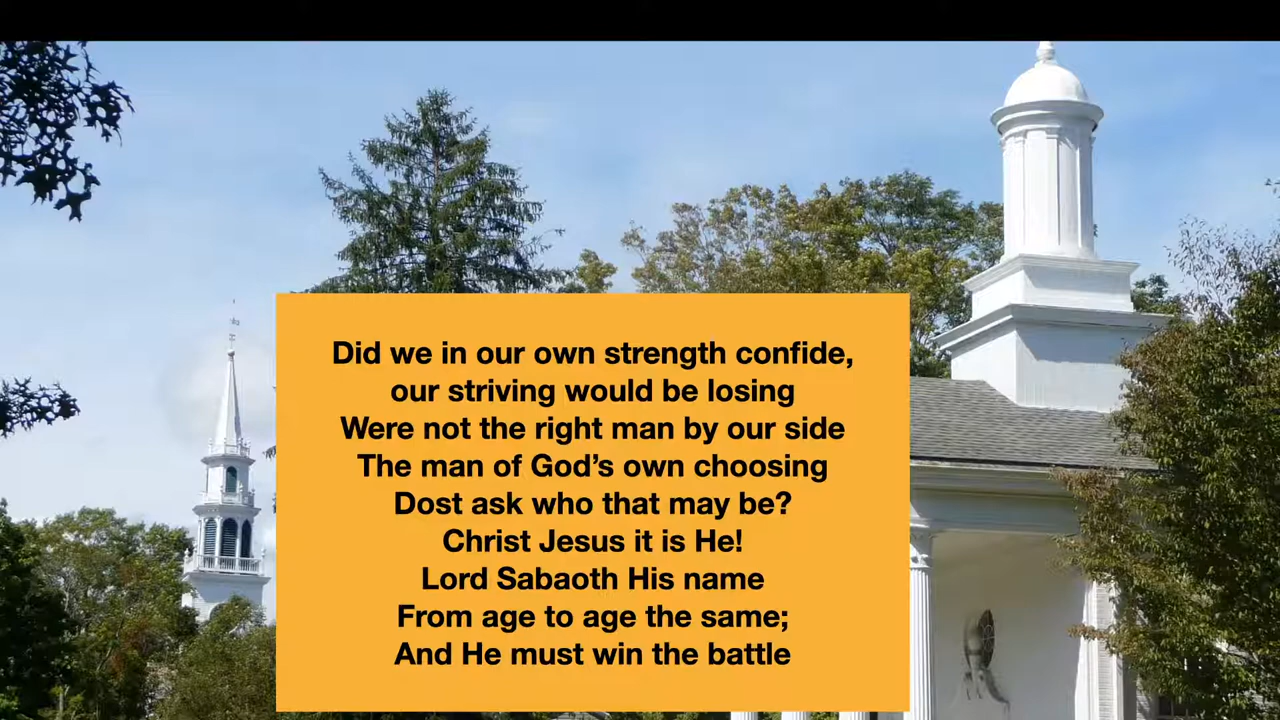 Did we in our own strength confide,
our striving would be losing
Were not the right man by our side
The man of God’s own choosing
Dost ask who that may be?
Christ Jesus it is He!
Lord Sabaoth His name
From age to age the same;
And He must win the battle